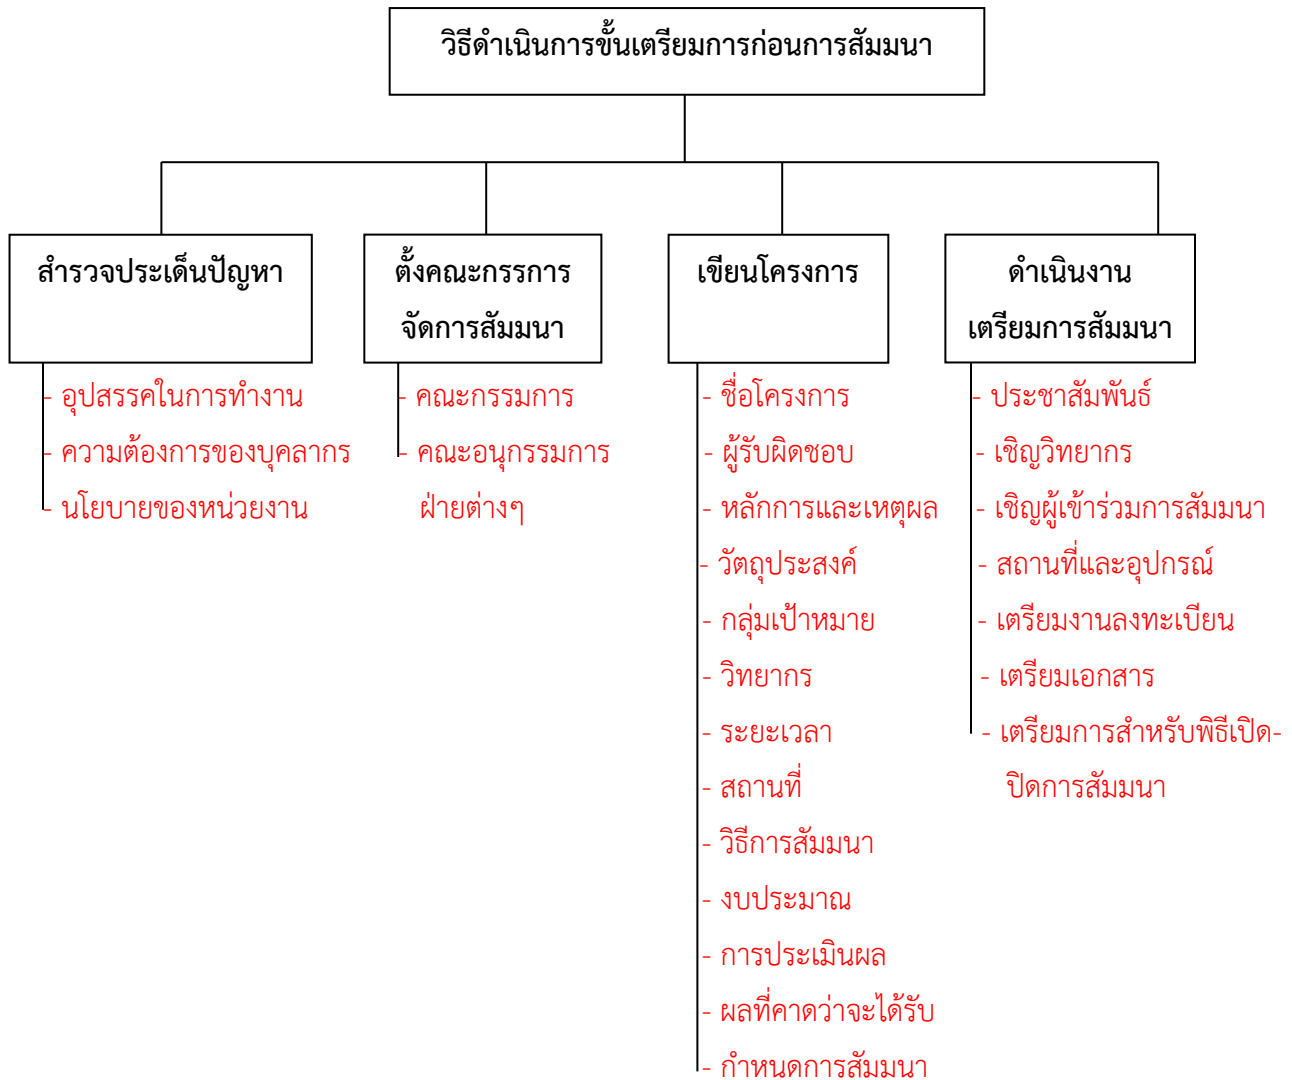 วิธีดำเนินการขั้นเตรียมการก่อนการสัมมนา
สำรวจประเด็นปัญหา
- อุปสรรคในการทำงาน
- ความต้องการของบุคลากร
- นโยบายของหน่วยงาน
ตั้งคณะกรรการ
จัดการสัมมนา
- คณะกรรมการ
- คณะอนุกรรมการ
ฝ่ายต่างๆ
เขียนโครงการ
- ชื่อโครงการ
- ผู้รับผิดชอบ
- หลักการและเหตุผล
- วัตถุประสงค์
- กลุ่มเป้าหมาย
- วิทยากร
- ระยะเวลา
- สถานที่
- วิธีการสัมมนา
- งบประมาณ
- การประเมินผล
- ผลที่คาดว่าจะได้รับ
- กำหนดการสัมมนา
ดำเนินงาน
เตรียมการสัมมนา
- ประชาสัมพันธ์
- เชิญวิทยากร
- เชิญผู้เข้าร่วมการสัมมนา
- สถานที่และอุปกรณ์
- เตรียมงานลงทะเบียน
- เตรียมเอกสาร
- เตรียมการสำหรับพิธีเปิด-
ปิดการสัมมนา